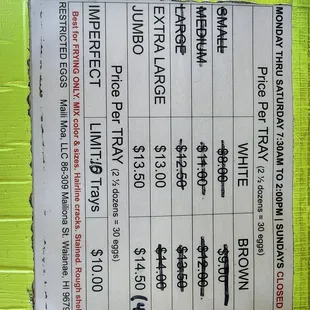 MONDAY THRU SATURDAY 7:30AM TO 2:00PM | SUNDAYS CLOSED
Price Per TRAY (2 ½ dozens = 30 eggs)
WHITE BROWN
SMALL $8.00 $9.00
MEDIUM $11.00 $12.00
LARGE $12.50 $13.50
EXTRA LARGE $13.00 $14.00
JUMBO $13.50 $14.50 (
Price Per TRAY (2 ½ dozens = 30 eggs)
IMPERFECT LIMIT: Trays $10.00
Best for FRYING ONLY. MIX color & sizes. Hairline cracks. Stained. Rough
RESTRICTED EGGS Maili Moa, LLC 86-309 Mailiona St. Waianae, HI